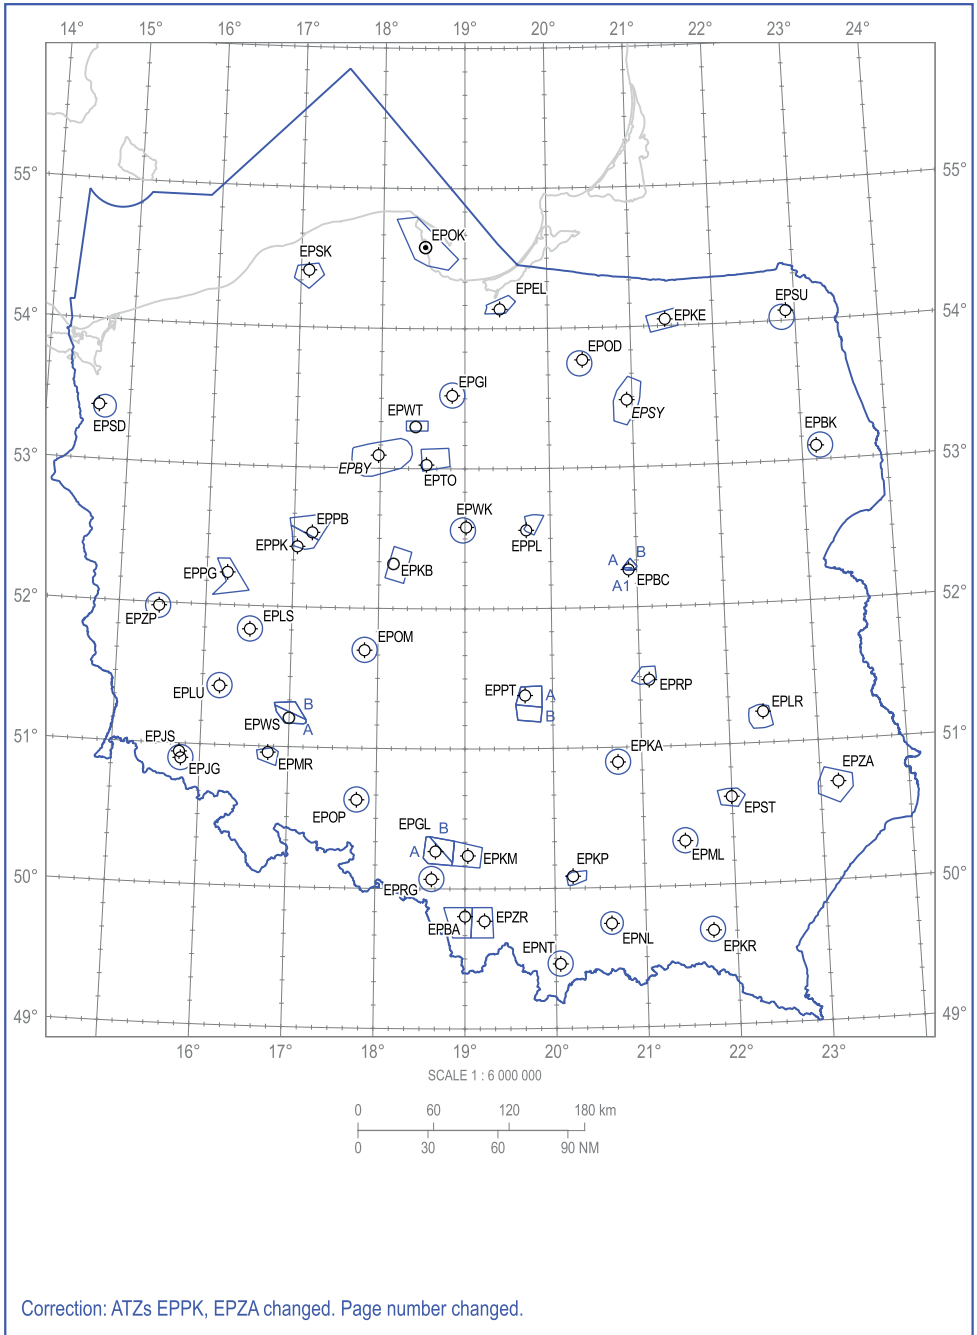 14° 15° 16° 17° 18° 19° 20° 21° 22° 23° 24°
55° 55°
EPOK
EPSK
EPEL
EPSU
54° 54°
EPKE
EPOD
EPGI
EPSD
EPWT
EPSY
EPBK
53° 53°
EPBY
EPTO
EPWK
EPPB
EPPK
EPPL
EPPG
EPKB
A B
EPBC
A1
52° 52°
EPZP
EPLS
EPOM
EPLU
EPPT A
B
EPRP
EPLR
EPWS B
A
51° 51°
EPJS
EPJG
EPMR
EPKA
EPZA
EPOP
EPST
EPGL B
A
EPKM
EPML
EPKP
50° 50°
EPRG
EPBA
EPZR
EPNL
EPKR
EPNT
49° 49°
16° 17° 18° 19° 20° 21° 22° 23°
SCALE 1 : 6 000 000
0 60 120 180 km
0 30 60 90 NM
Correction: ATZs EPPK, EPZA changed. Page number changed.